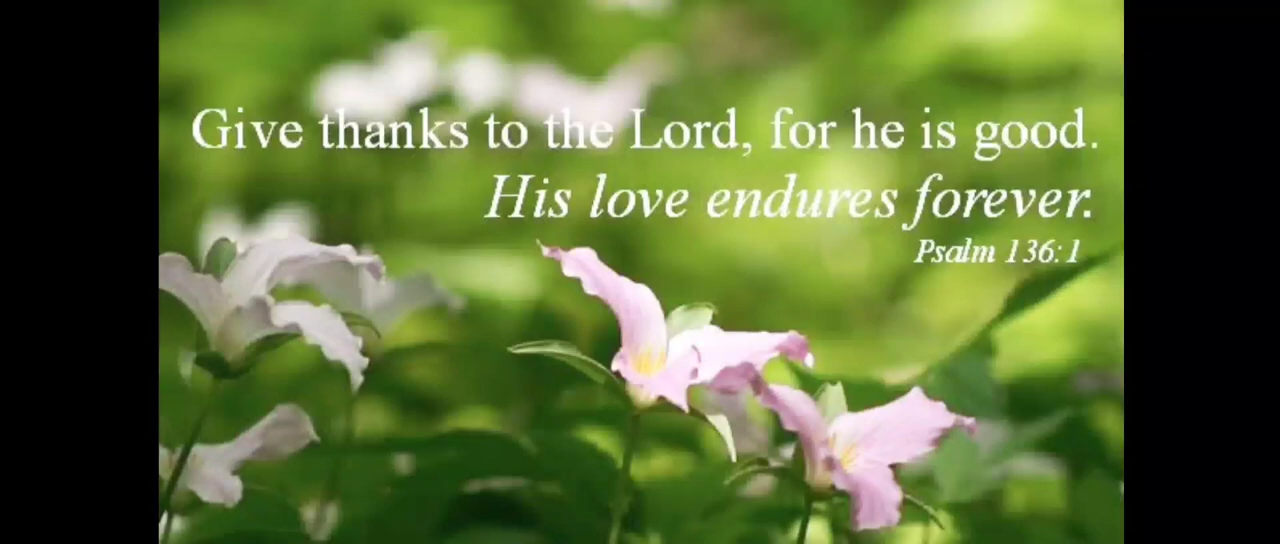 Give thanks to the Lord, for he is good.
His love endures forever.
Psalm 136:1